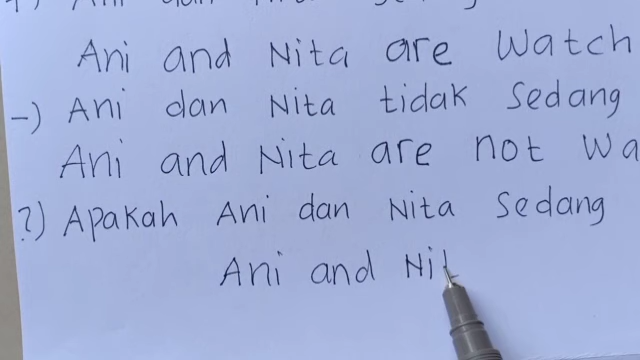 Ani and Nita are Watch
-) Ani dan Nita tidak Sedang
Ani and Nita are not Wa
?) Apakah Ani dan Nita Sedang
Ani and Nit